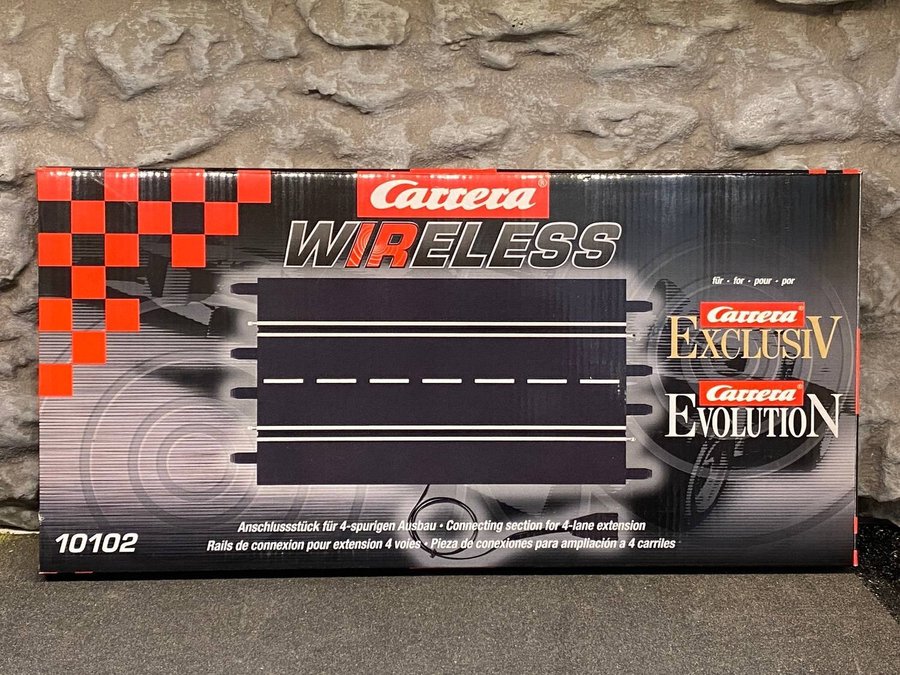 Carrera®
WIRELESS
für · for · pour · por
Carrera®
EXCLUSIV
Carrera
EVOLUTION
Anschlussstück für 4-spurigen Ausbau · Connecting section for 4-lane extension
Rails de connexion pour extension 4 voies · Pieza de conexiones para ampliación a 4 carriles
10102